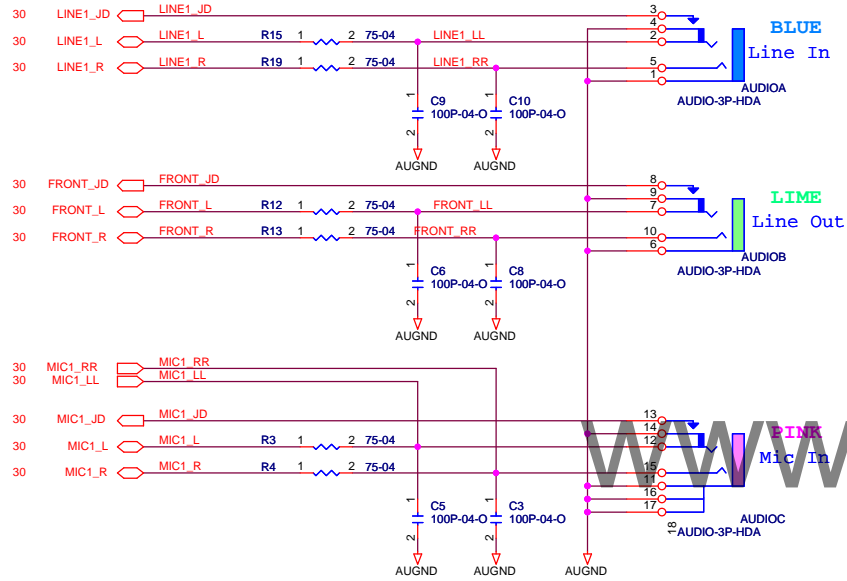 30 LINE1_JD LINE1_JD 3
4
30 LINE1_L LINE1_L R15 1 2 75-04 LINE1_LL 2
BLUE
Line In
30 LINE1_R LINE1_R R19 1 2 75-04 LINE1_RR 5
1
AUDIOA
AUDIO-3P-HDA
1 C9 100P-04-O 2
1 C10 100P-04-O 2
AUGND AUGND
30 FRONT_JD FRONT_JD 8
9
30 FRONT_L FRONT_L R12 1 2 75-04 FRONT_LL 7
LIME
Line Out
30 FRONT_R FRONT_R R13 1 2 75-04 FRONT_RR 10
6
AUDIOB
AUDIO-3P-HDA
1 C6 100P-04-O 2
1 C8 100P-04-O 2
AUGND AUGND
30 MIC1_RR MIC1_RR
30 MIC1_LL MIC1_LL
30 MIC1_JD MIC1_JD 13
14
30 MIC1_L MIC1_L R3 1 2 75-04 12
PINK
Mic In
30 MIC1_R MIC1_R R4 1 2 75-04 15
11
16
17
18
AUDIOC
AUDIO-3P-HDA
1 C5 100P-04-O 2
1 C3 100P-04-O 2
AUGND AUGND AUGND
www